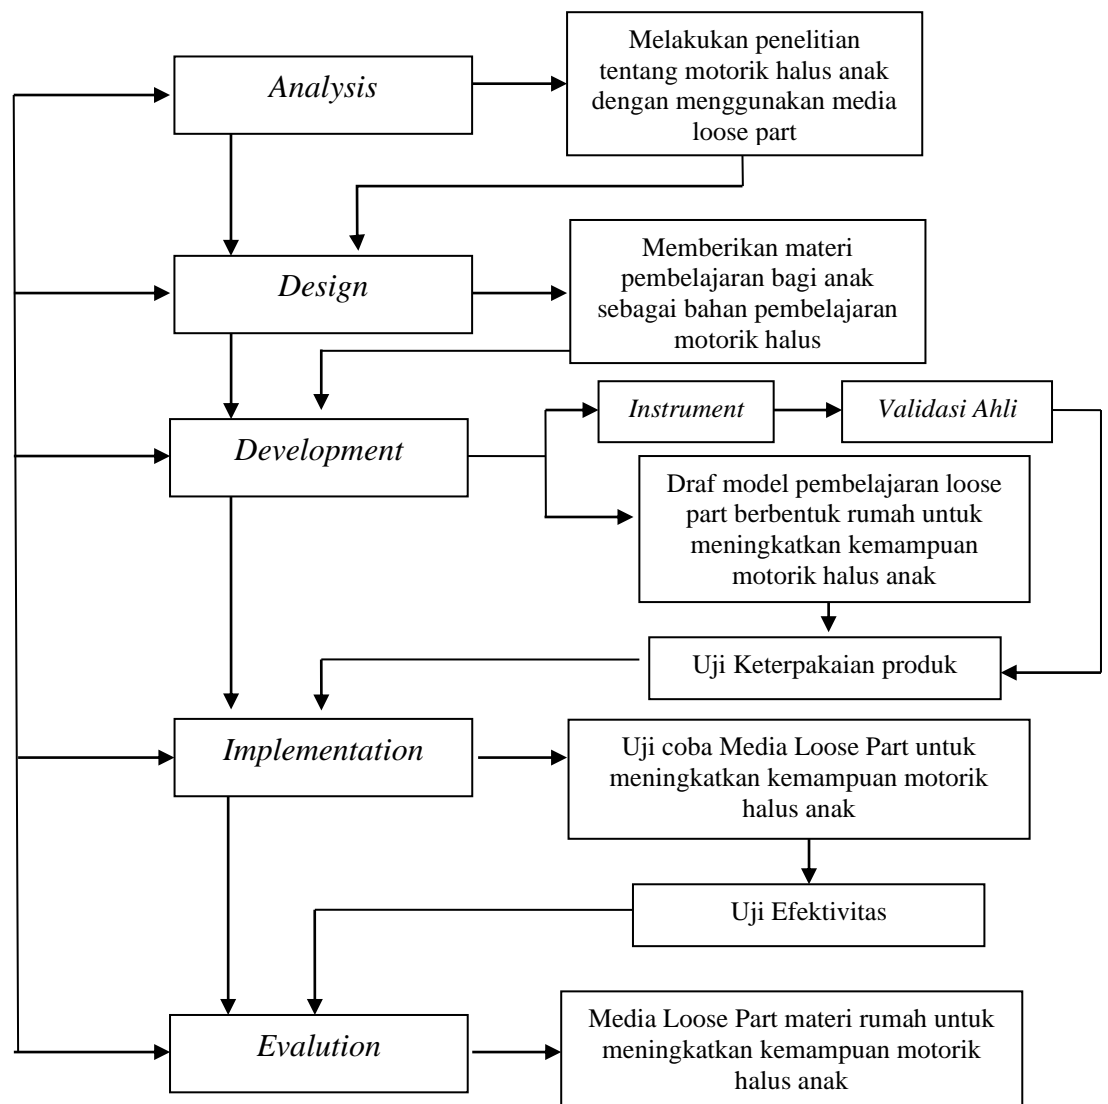 Analysis
Melakukan penelitian
tentang motorik halus anak
dengan menggunakan media
loose part
Design
Memberikan materi
pembelajaran bagi anak
sebagai bahan pembelajaran
motorik halus
Development
Instrument
Validasi Ahli
Draf model pembelajaran loose
part berbentuk rumah untuk
meningkatkan kemampuan
motorik halus anak
Uji Keterpakaian produk
Implementation
Uji coba Media Loose Part untuk
meningkatkan kemampuan motorik
halus anak
Uji Efektivitas
Evalution
Media Loose Part materi rumah untuk
meningkatkan kemampuan motorik
halus anak